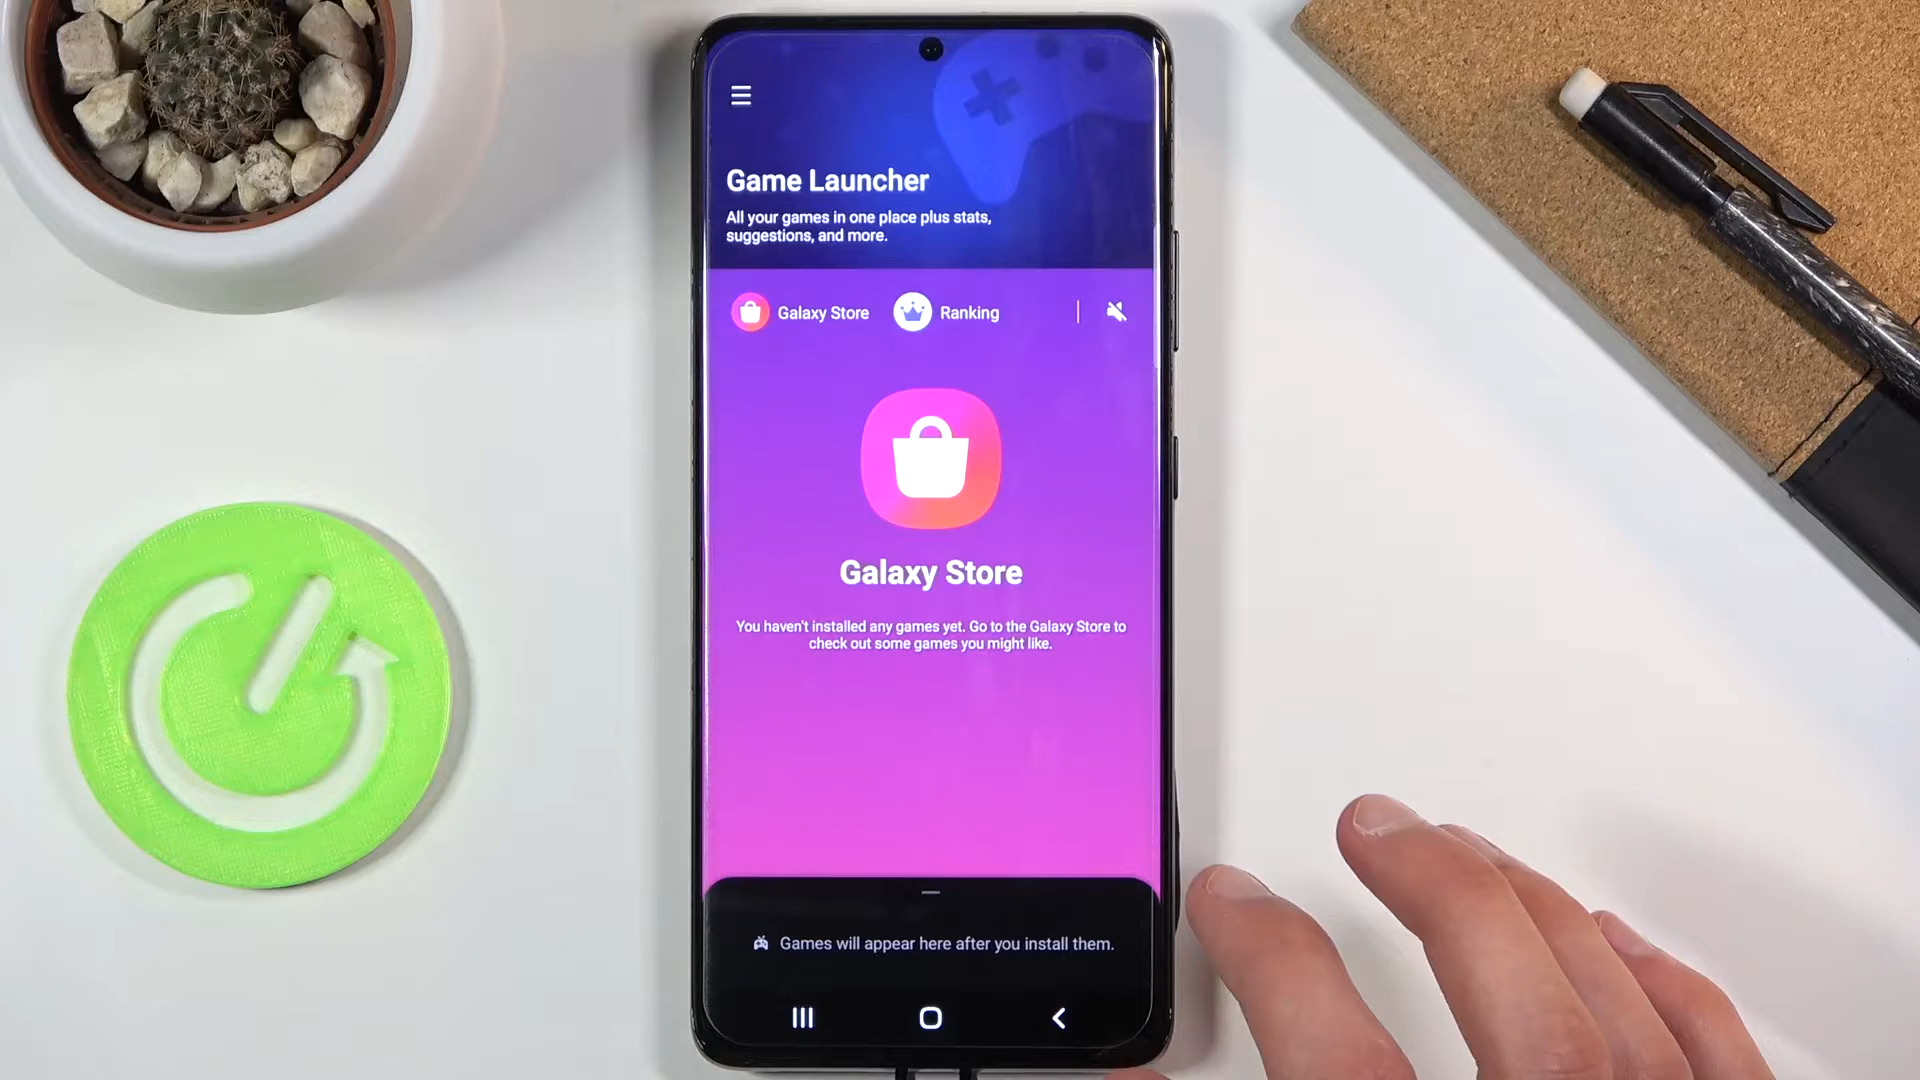 Game Launcher
All your games in one place plus stats,
suggestions, and more.
Galaxy Store
Ranking
Galaxy Store
You haven't installed any games yet. Go to the Galaxy Store to
check out some games you might like.
Games will appear here after you install them.